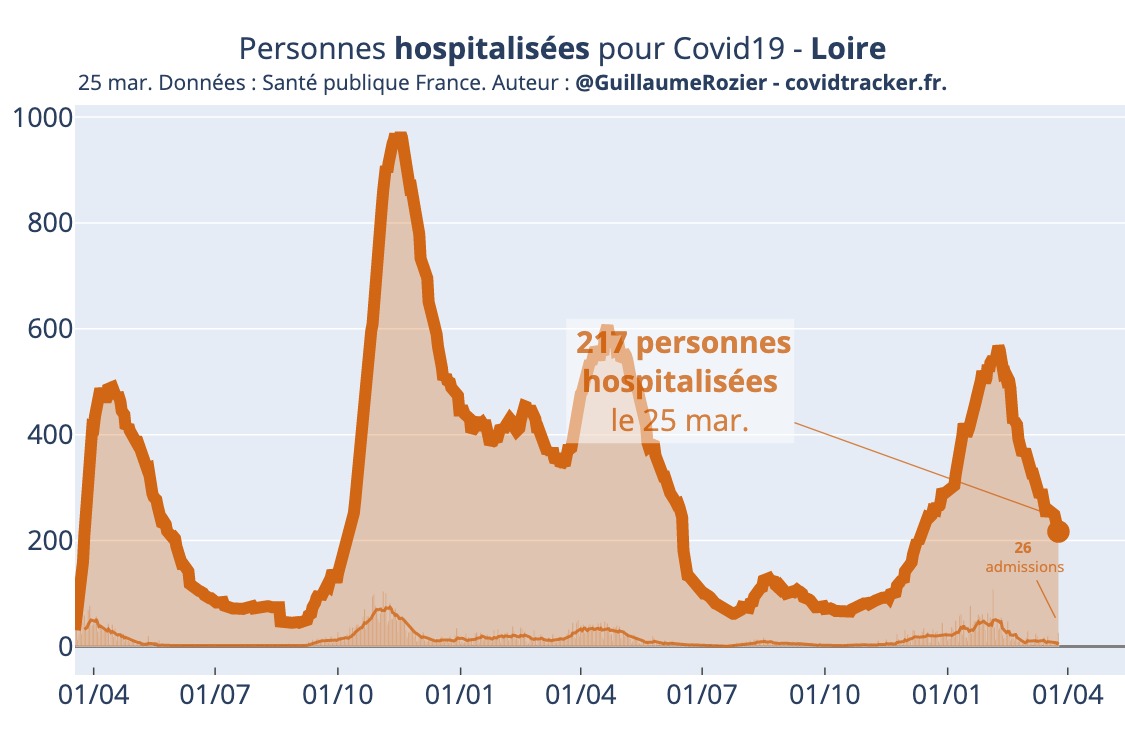 Personnes hospitalisées pour Covid19 - Loire
25 mar. Données : Santé publique France. Auteur : @GuillaumeRozier - covidtracker.fr.
1000
800
600
400
200
0
217 personnes
hospitalisées
le 25 mar.
26
admissions
01/04 01/07 01/10 01/01 01/04 01/07 01/10 01/01 01/04